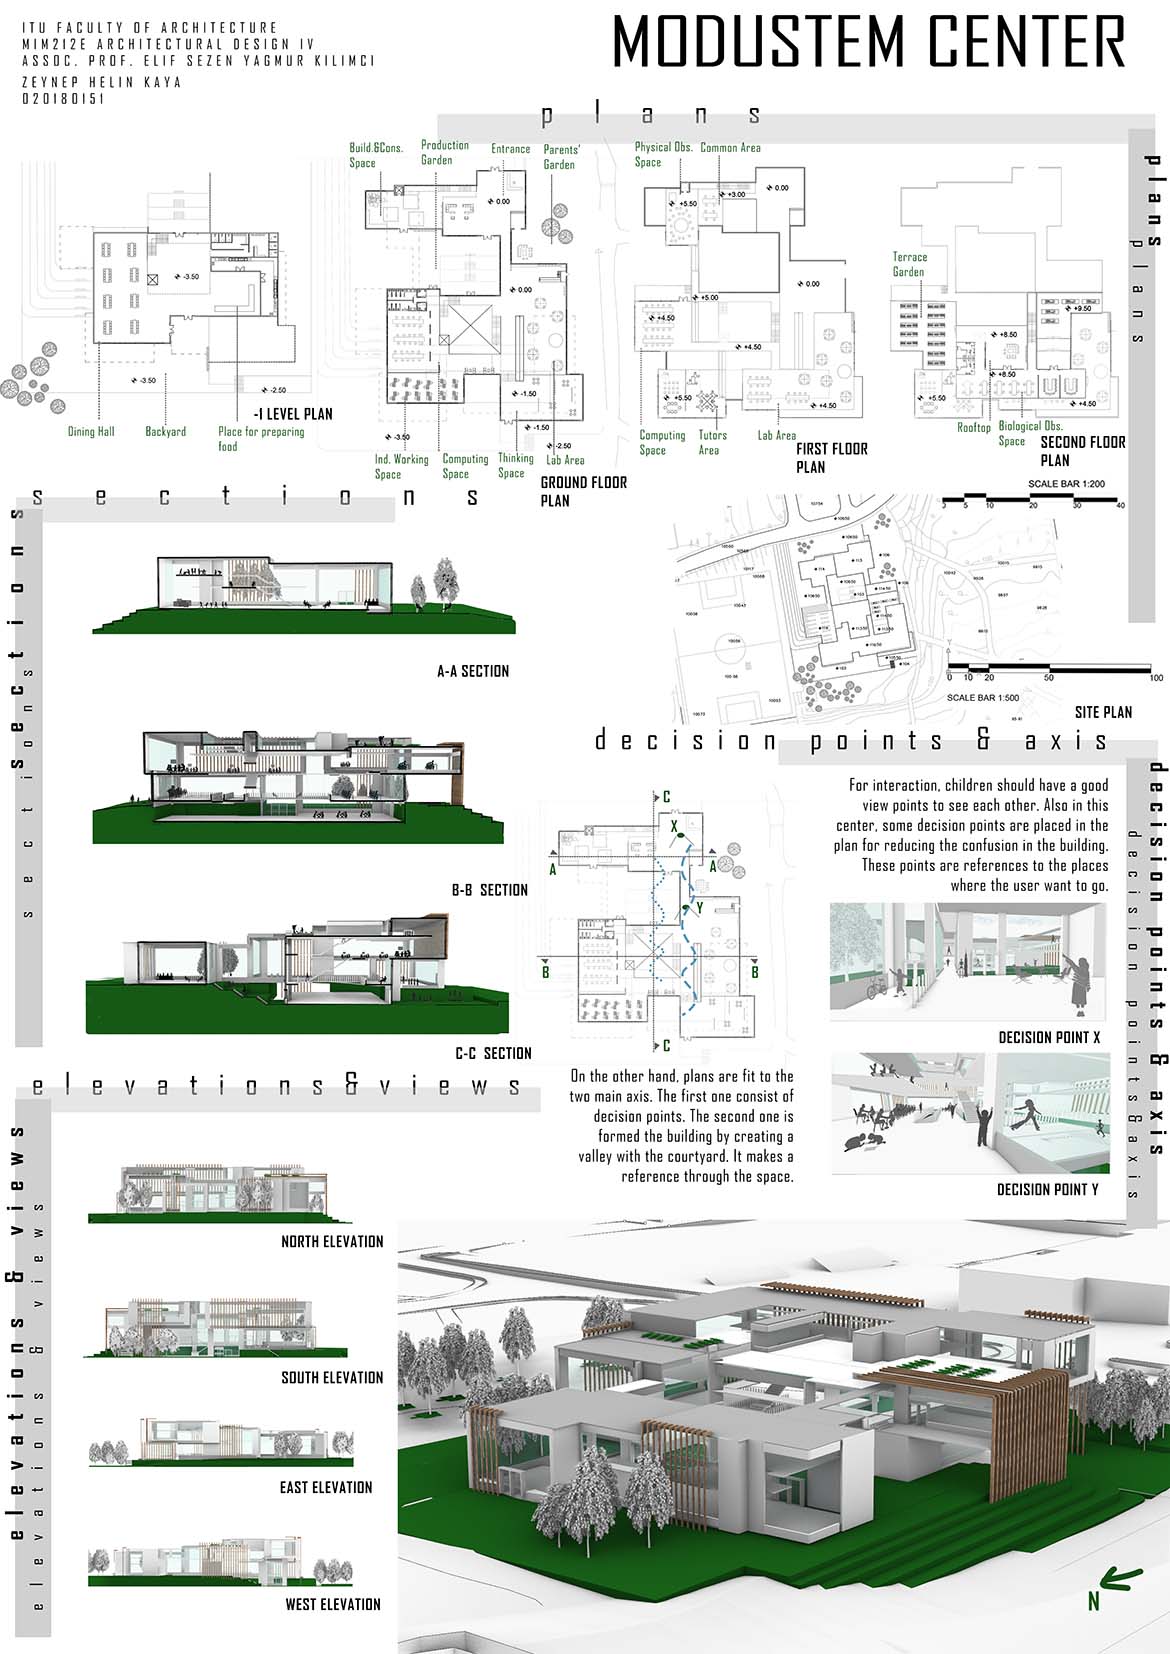 ITU FACULTY OF ARCHITECTURE
MIM212E ARCHITECTURAL DESIGN IV
ASSOC. PROF. ELIF SEZEN YAGMUR KILIMCI
ZEYNEP HELIN KAYA
020180151
MODUSTEM CENTER
plans
plans
plans
Build.&Cons.
Space
Production
Garden
Entrance
Parents'
Garden
Physical Obs.
Space
Common Area
Terrace
Garden
-3.50
-3.50
-2.50
-1 LEVEL PLAN
Dining Hall
Backyard
Place for preparing
food
0.00
0.00
-1.50
-1.50
-2.50
-3.50
Ind. Working
Space
Computing
Space
Thinking
Space
Lab Area
GROUND FLOOR
PLAN
+5.50
+3.00
0.00
0.00
+5.00
+4.50
+4.50
+5.50
+4.50
Computing
Space
Tutors
Area
Lab Area
FIRST FLOOR
PLAN
+9.50
+8.50
+8.50
+5.50
+4.50
Rooftop
Biological Obs.
Space
SECOND FLOOR
PLAN
SCALE BAR 1:200
0 5 10 20 30 40
0 10 20 50 100
SCALE BAR 1:500
SITE PLAN
sections
sections
sections
A-A SECTION
B-B SECTION
C-C SECTION
decision points & axis
decision points & axis
decision points&axis
For interaction, children should have a good
view points to see each other. Also in this
center, some decision points are placed in the
plan for reducing the confusion in the building.
These points are references to the places
where the user want to go.
C
X
A
A
Y
B
B
C
DECISION POINT X
DECISION POINT Y
On the other hand, plans are fit to the
two main axis. The first one consist of
decision points. The second one is
formed the building by creating a
valley with the courtyard. It makes a
reference through the space.
elevations&views
elevations & views
elevations & views
NORTH ELEVATION
SOUTH ELEVATION
EAST ELEVATION
WEST ELEVATION
N